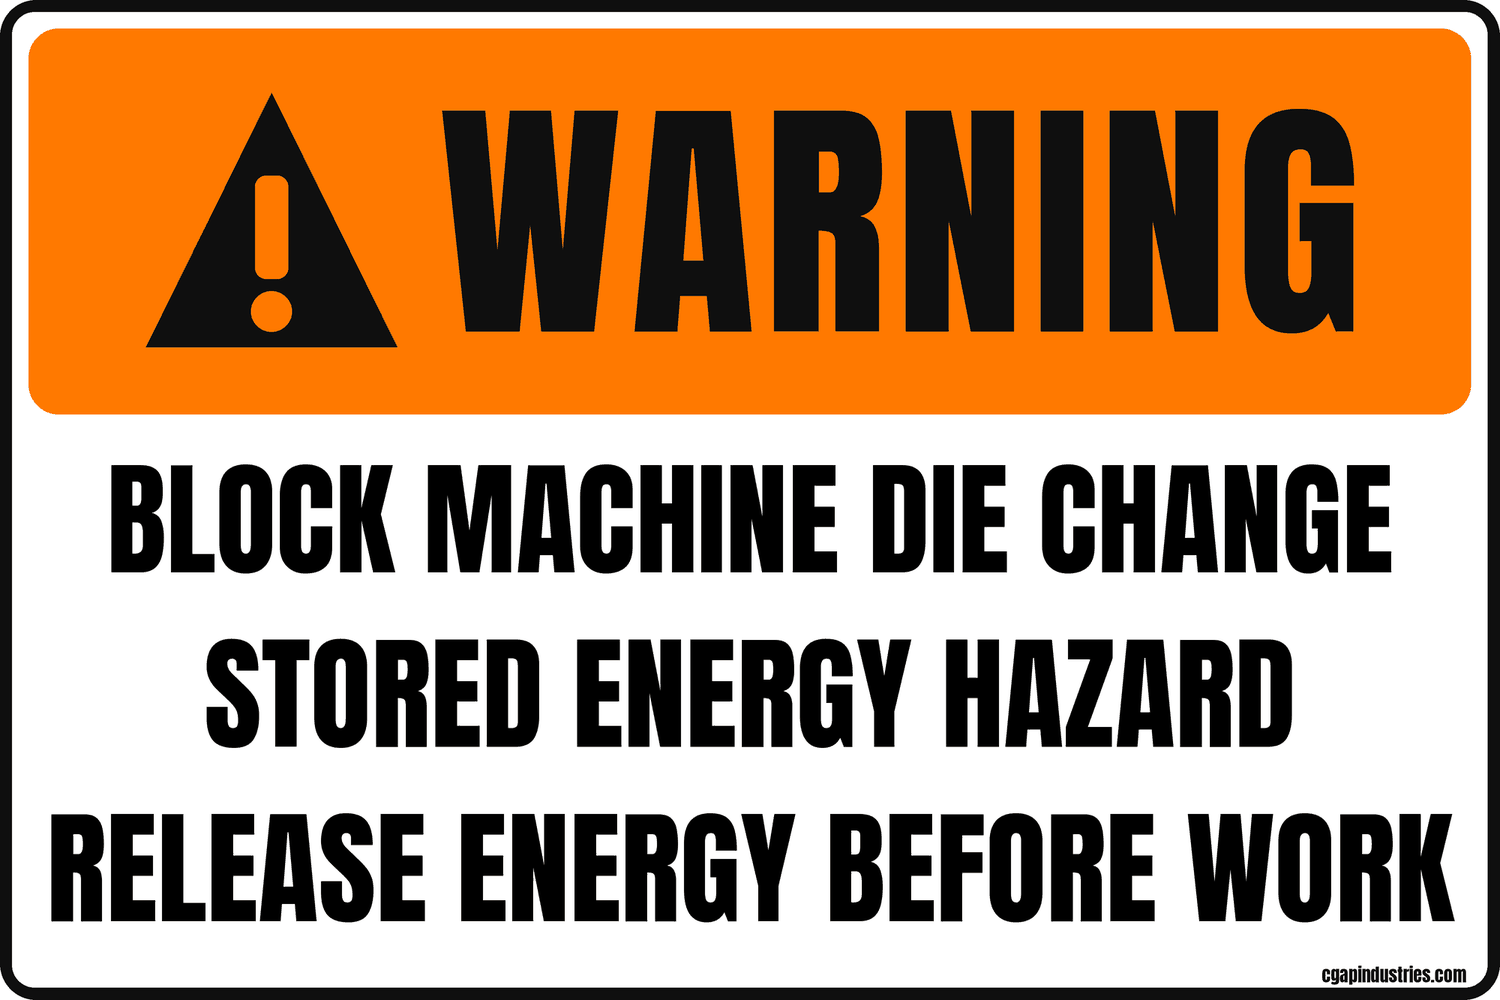 WARNING
BLOCK MACHINE DIE CHANGE
STORED ENERGY HAZARD
RELEASE ENERGY BEFORE WORK
cgapindustries.com